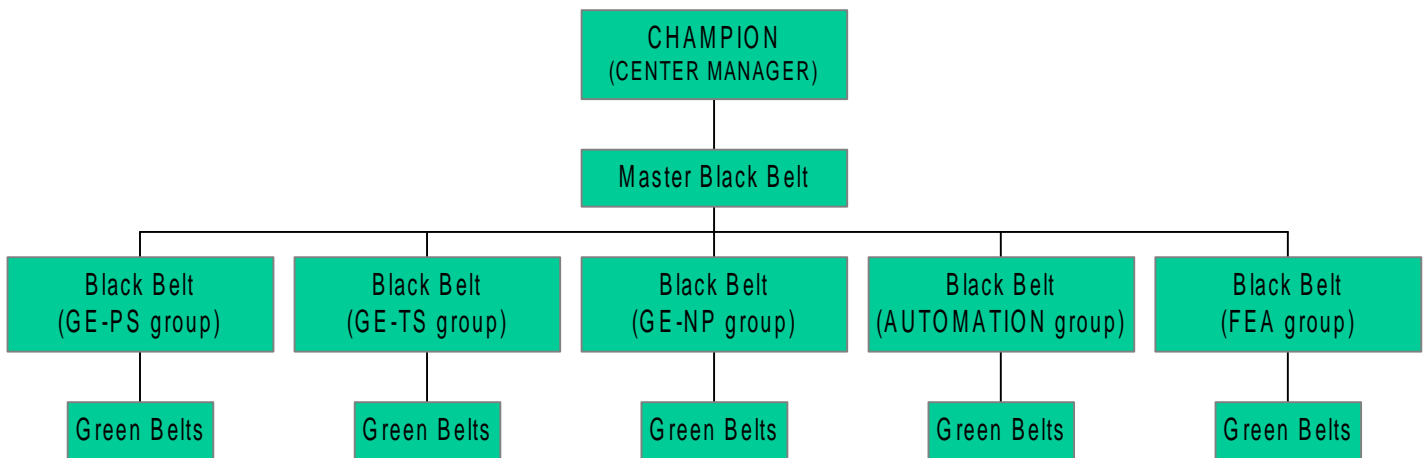 CHAMPION
(CENTER MANAGER)
Master Black Belt
Black Belt
(GE-PS group)
Black Belt
(GE-TS group)
Black Belt
(GE-NP group)
Black Belt
(AUTOMATION group)
Black Belt
(FEA group)
Green Belts
Green Belts
Green Belts
Green Belts
Green Belts